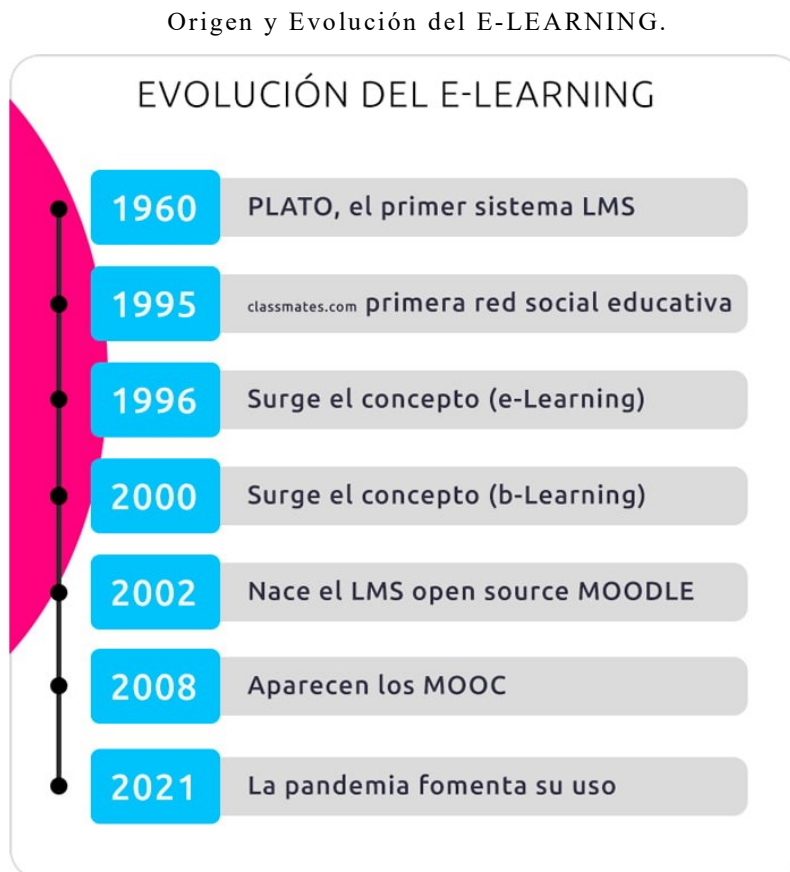 Origen y Evolución del E-LEARNING.
EVOLUCIÓN DEL E-LEARNING
1960 PLATO, el primer sistema LMS
1995 classmates.com primera red social educativa
1996 Surge el concepto (e-Learning)
2000 Surge el concepto (b-Learning)
2002 Nace el LMS open source MOODLE
2008 Aparecen los MOOC
2021 La pandemia fomenta su uso